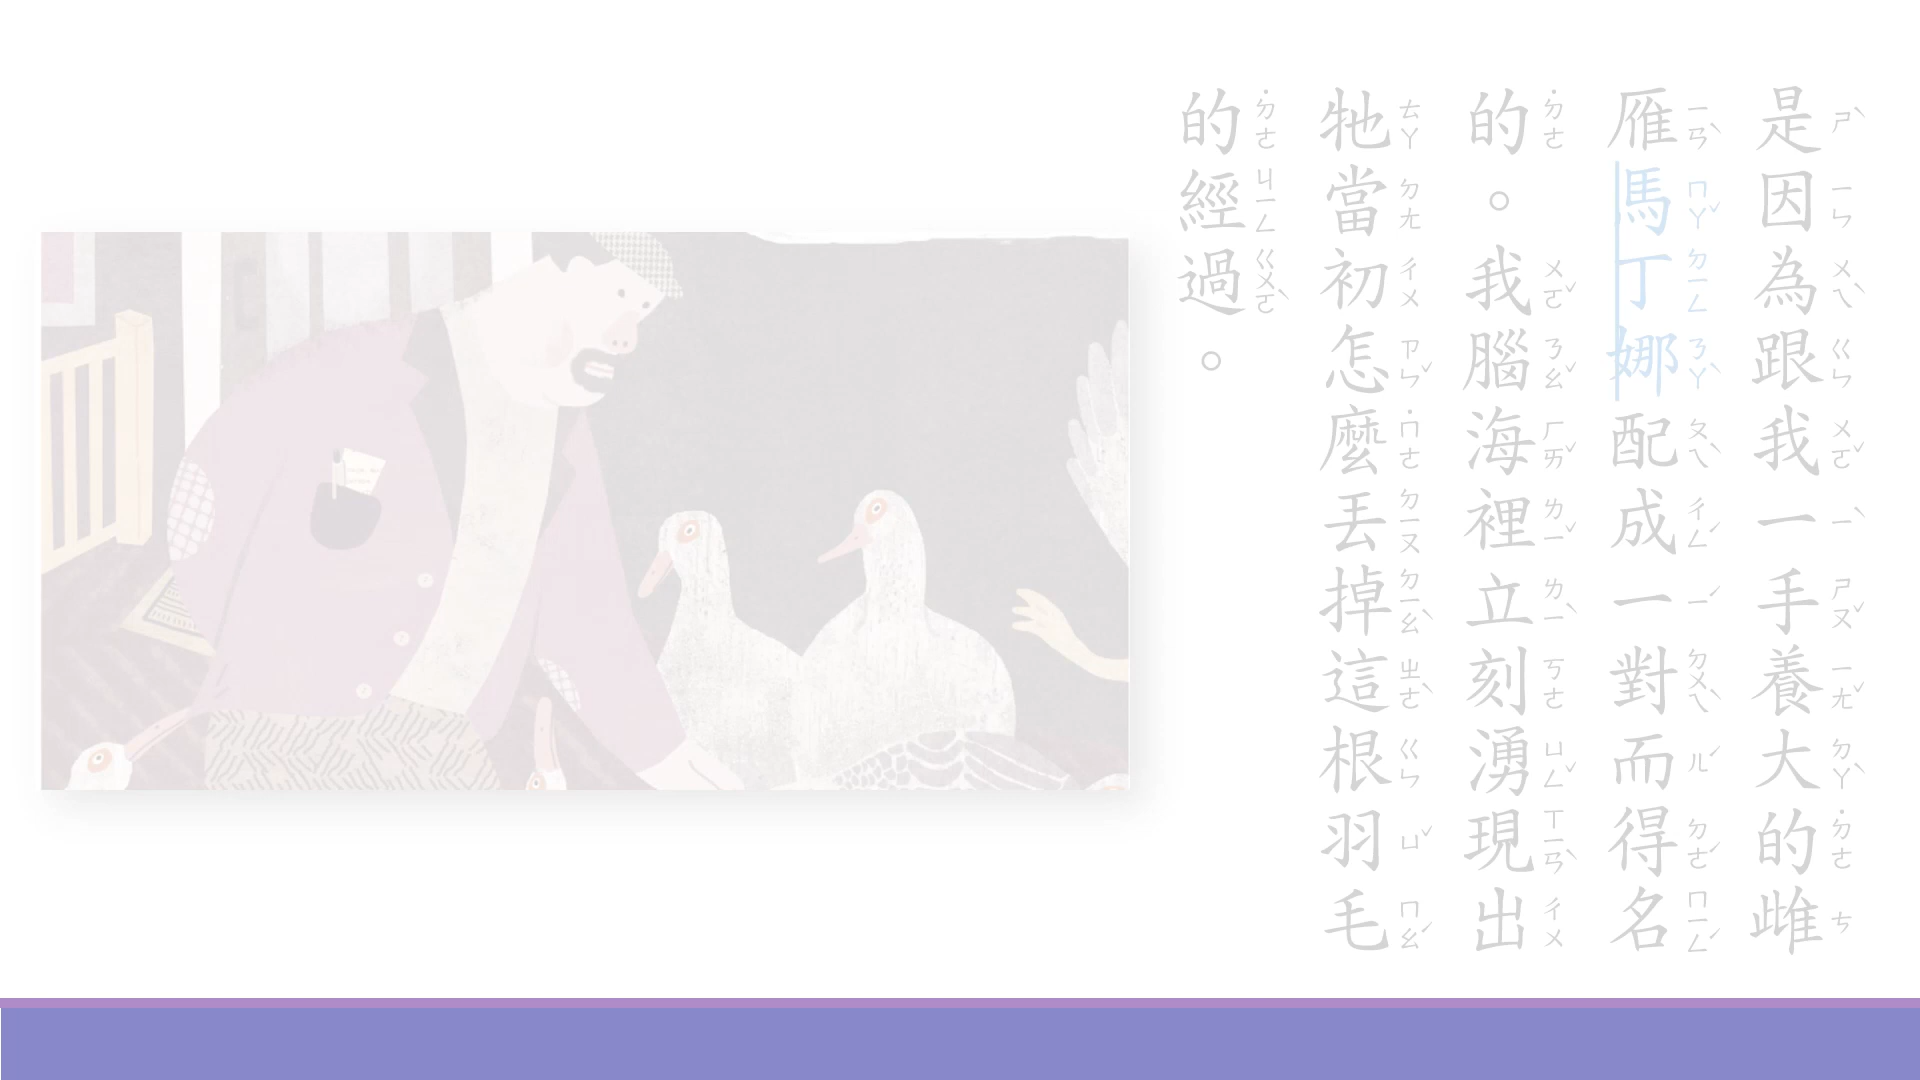 是因為跟我一手養大的雌
雁馬丁娜配成一對而得名
的。我腦海裡立刻湧現出
牠當初怎麼丟掉這根羽毛
的經過。